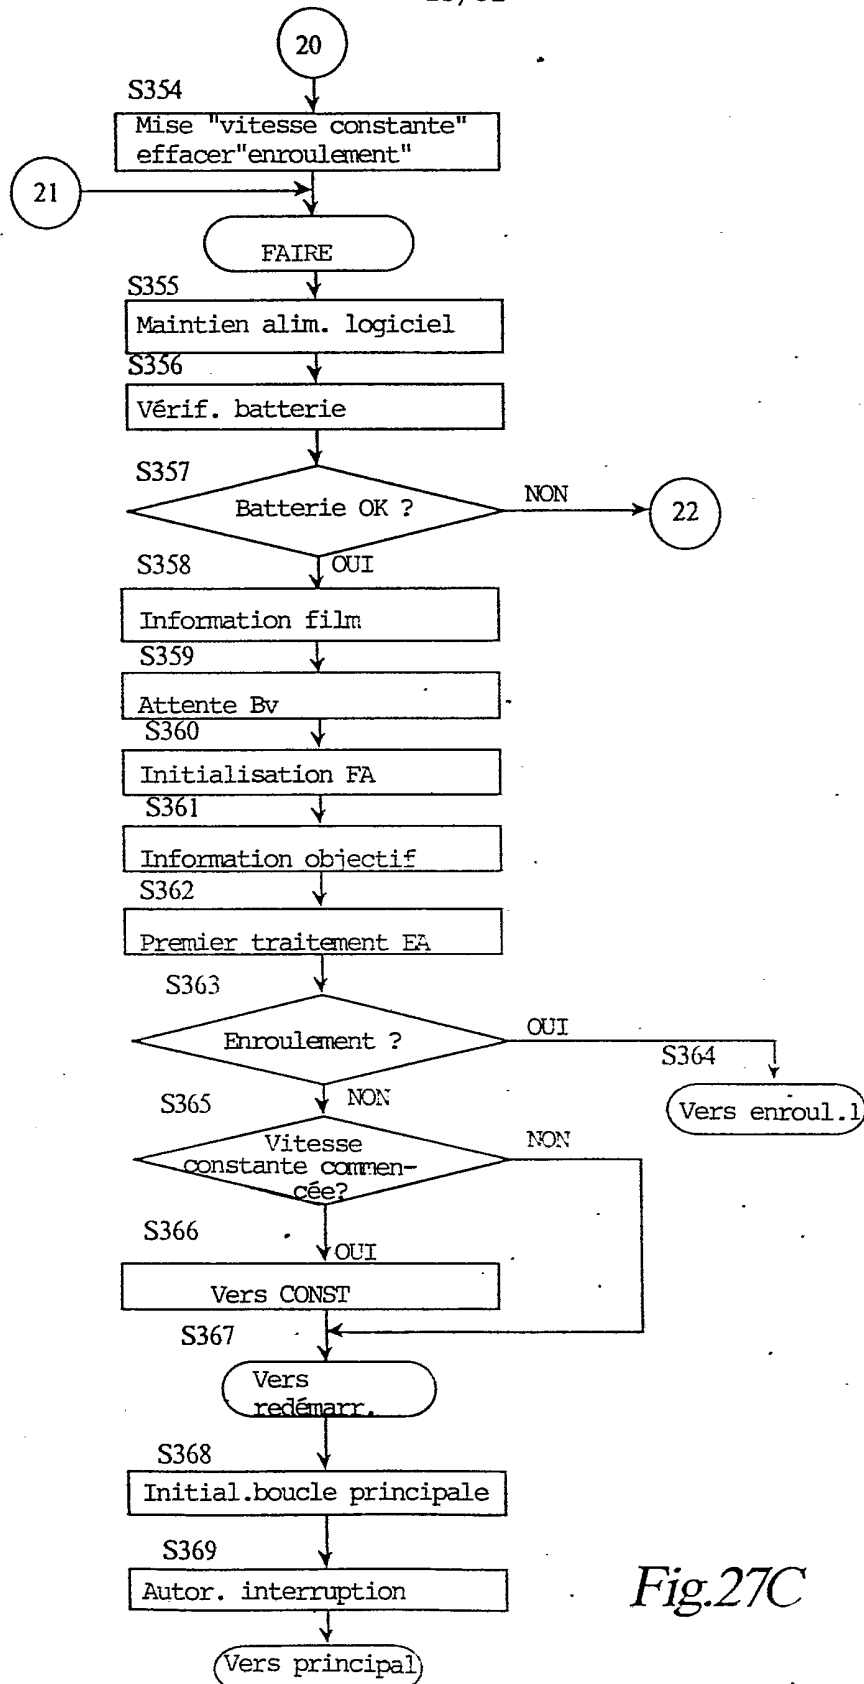 20
S354
Mise "vitesse constante"
effacer"enroulement"
21
FAIRE
S355
Maintien alim. logiciel
S356
Vérif. batterie
S357
Batterie OK ?
NON
22
S358
OUI
Information film
S359
Attente Bv
S360
Initialisation FA
S361
Information objectif
S362
Premier traitement EA
S363
Enroulement ?
OUI
S364
Vers enroul.1
S365
NON
Vitesse
constante commen-
cée?
NON
S366
OUI
Vers CONST
S367
Vers
redémarr.
S368
Initial.boucle principale
S369
Autor. interruption
Fig.27C
Vers principal